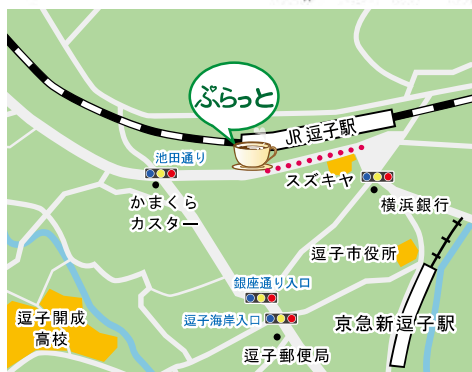 ぷらっと
JR逗子駅
池田通り
スズキヤ
かまくら
カスター
横浜銀行
逗子市役所
銀座通り入口
逗子海岸入口
逗子開成
高校
京急新逗子駅
逗子郵便局